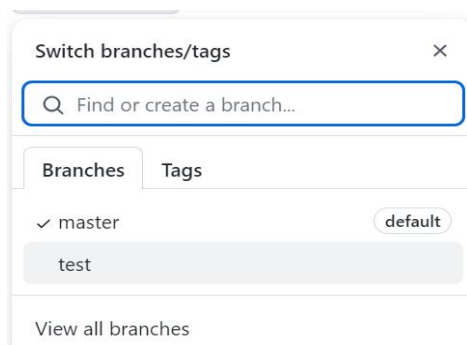 Switch branches/tags
Find or create a branch...
Branches Tags
master default
test
View all branches